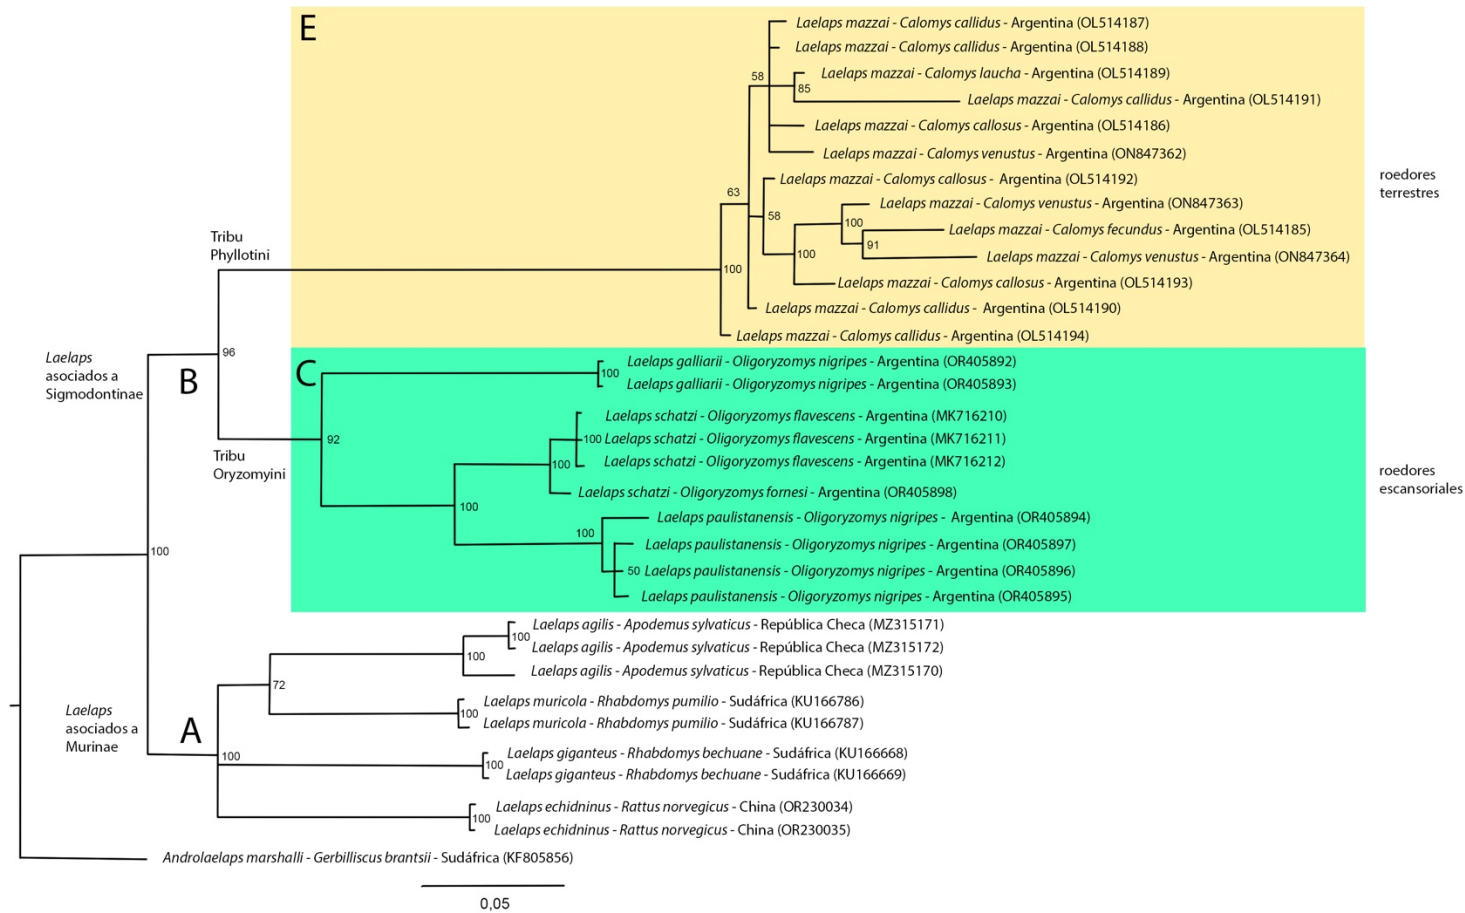 E
Laelaps mazzai - Calomys callidus - Argentina (OL514187)
Laelaps mazzai - Calomys callidus - Argentina (OL514188)
58
Laelaps mazzai - Calomys laucha - Argentina (OL514189)
85
Laelaps mazzai - Calomys callidus - Argentina (OL514191)
Laelaps mazzai - Calomys callosus - Argentina (OL514186)
Laelaps mazzai - Calomys venustus - Argentina (ON847362)
roedores
terrestres
63
Laelaps mazzai - Calomys callosus - Argentina (OL514192)
58
Laelaps mazzai - Calomys venustus - Argentina (ON847363)
100
Laelaps mazzai - Calomys fecundus - Argentina (OL514185)
91
100
Laelaps mazzai - Calomys venustus - Argentina (ON847364)
Tribu
Phyllotini
100
Laelaps mazzai - Calomys callosus - Argentina (OL514193)
Laelaps mazzai - Calomys callidus - Argentina (OL514190)
Laelaps mazzai - Calomys callidus - Argentina (OL514194)
96
Laelaps
asociados a
Sigmodontinae
B
C
Laelaps galliarii - Oligoryzomys nigripes - Argentina (OR405892)
100
Laelaps galliarii - Oligoryzomys nigripes - Argentina (OR405893)
92
Laelaps schatzi - Oligoryzomys flavescens - Argentina (MK716210)
100 Laelaps schatzi - Oligoryzomys flavescens - Argentina (MK716211)
Laelaps schatzi - Oligoryzomys flavescens - Argentina (MK716212)
100
Tribu
Oryzomyini
Laelaps schatzi - Oligoryzomys fornesi - Argentina (OR405898)
roedores
escansoriales
100
100
Laelaps paulistanensis - Oligoryzomys nigripes - Argentina (OR405894)
Laelaps paulistanensis - Oligoryzomys nigripes - Argentina (OR405897)
50 Laelaps paulistanensis - Oligoryzomys nigripes - Argentina (OR405896)
Laelaps paulistanensis - Oligoryzomys nigripes - Argentina (OR405895)
100
Laelaps agilis - Apodemus sylvaticus - República Checa (MZ315171)
100
Laelaps agilis - Apodemus sylvaticus - República Checa (MZ315172)
100
Laelaps agilis - Apodemus sylvaticus - República Checa (MZ315170)
72
Laelaps muricola - Rhabdomys pumilio - Sudáfrica (KU166786)
100
Laelaps muricola - Rhabdomys pumilio - Sudáfrica (KU166787)
Laelaps
asociados a
Murinae
A
100
Laelaps giganteus - Rhabdomys bechuane - Sudáfrica (KU166668)
100
Laelaps giganteus - Rhabdomys bechuane - Sudáfrica (KU166669)
Laelaps echidninus - Rattus norvegicus - China (OR230034)
100
Laelaps echidninus - Rattus norvegicus - China (OR230035)
Androlaelaps marshalli - Gerbilliscus brantsii - Sudáfrica (KF805856)
0,05